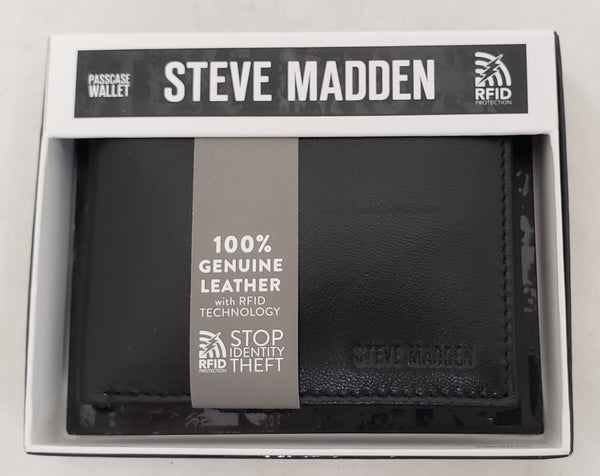 PASSCASE
WALLET
STEVE MADDEN
RFID
PROTECTION
100%
GENUINE
LEATHER
with RFID
TECHNOLOGY
RFID
PROTECTION
STOP
IDENTITY
THEFT
STEVE MADDEN